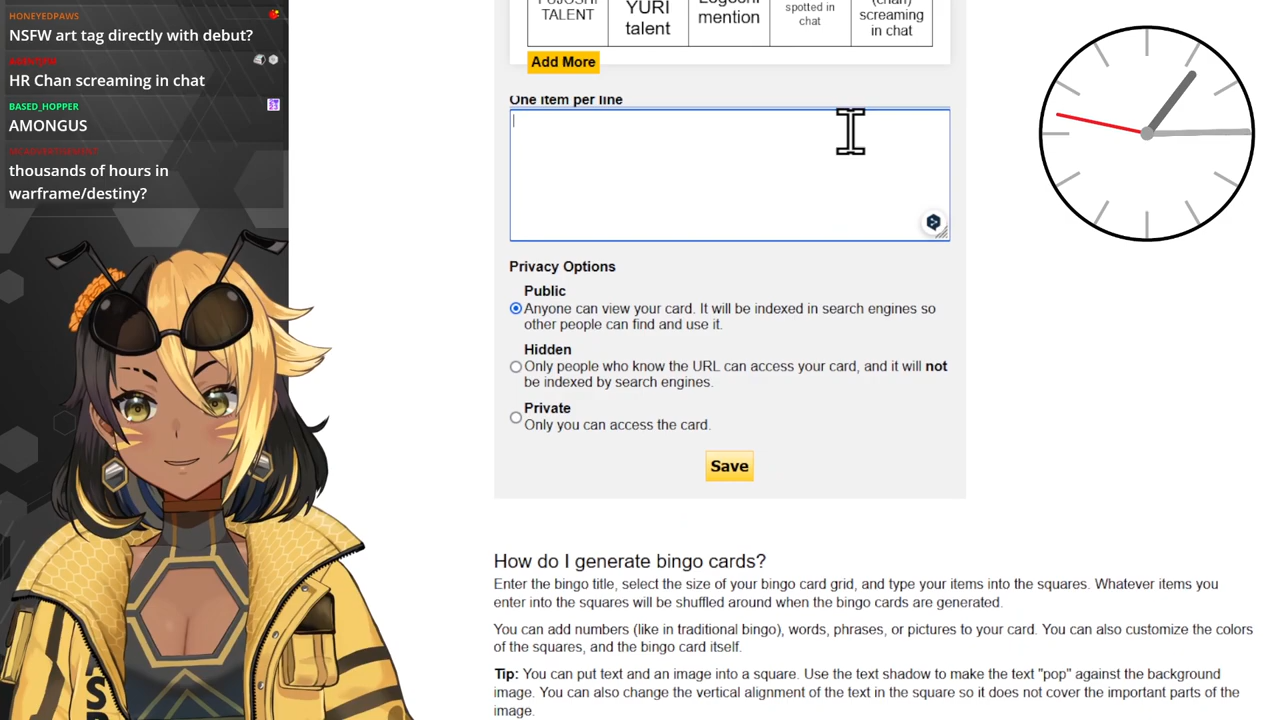 HONEYEDPAWS
NSFW art tag directly with debut?
HR Chan screaming in chat
BASED_HOPPER
AMONGUS
thousands of hours in
warframe/destiny?
TALENT
YURI
talent
mention
spotted in
chat
(chan)
screaming
in chat
Add More
One item per line
Privacy Options
Public
Anyone can view your card. It will be indexed in search engines so
other people can find and use it.
Hidden
Only people who know the URL can access your card, and it will not
be indexed by search engines.
Private
Only you can access the card.
Save
How do I generate bingo cards?
Enter the bingo title, select the size of your bingo card grid, and type your items into the squares. Whatever items you
enter into the squares will be shuffled around when the bingo cards are generated.
You can add numbers (like in traditional bingo), words, phrases, or pictures to your card. You can also customize the colors
of the squares, and the bingo card itself.
Tip: You can put text and an image into a square. Use the text shadow to make the text "pop" against the background
image. You can also change the vertical alignment of the text in the square so it does not cover the important parts of the
image.